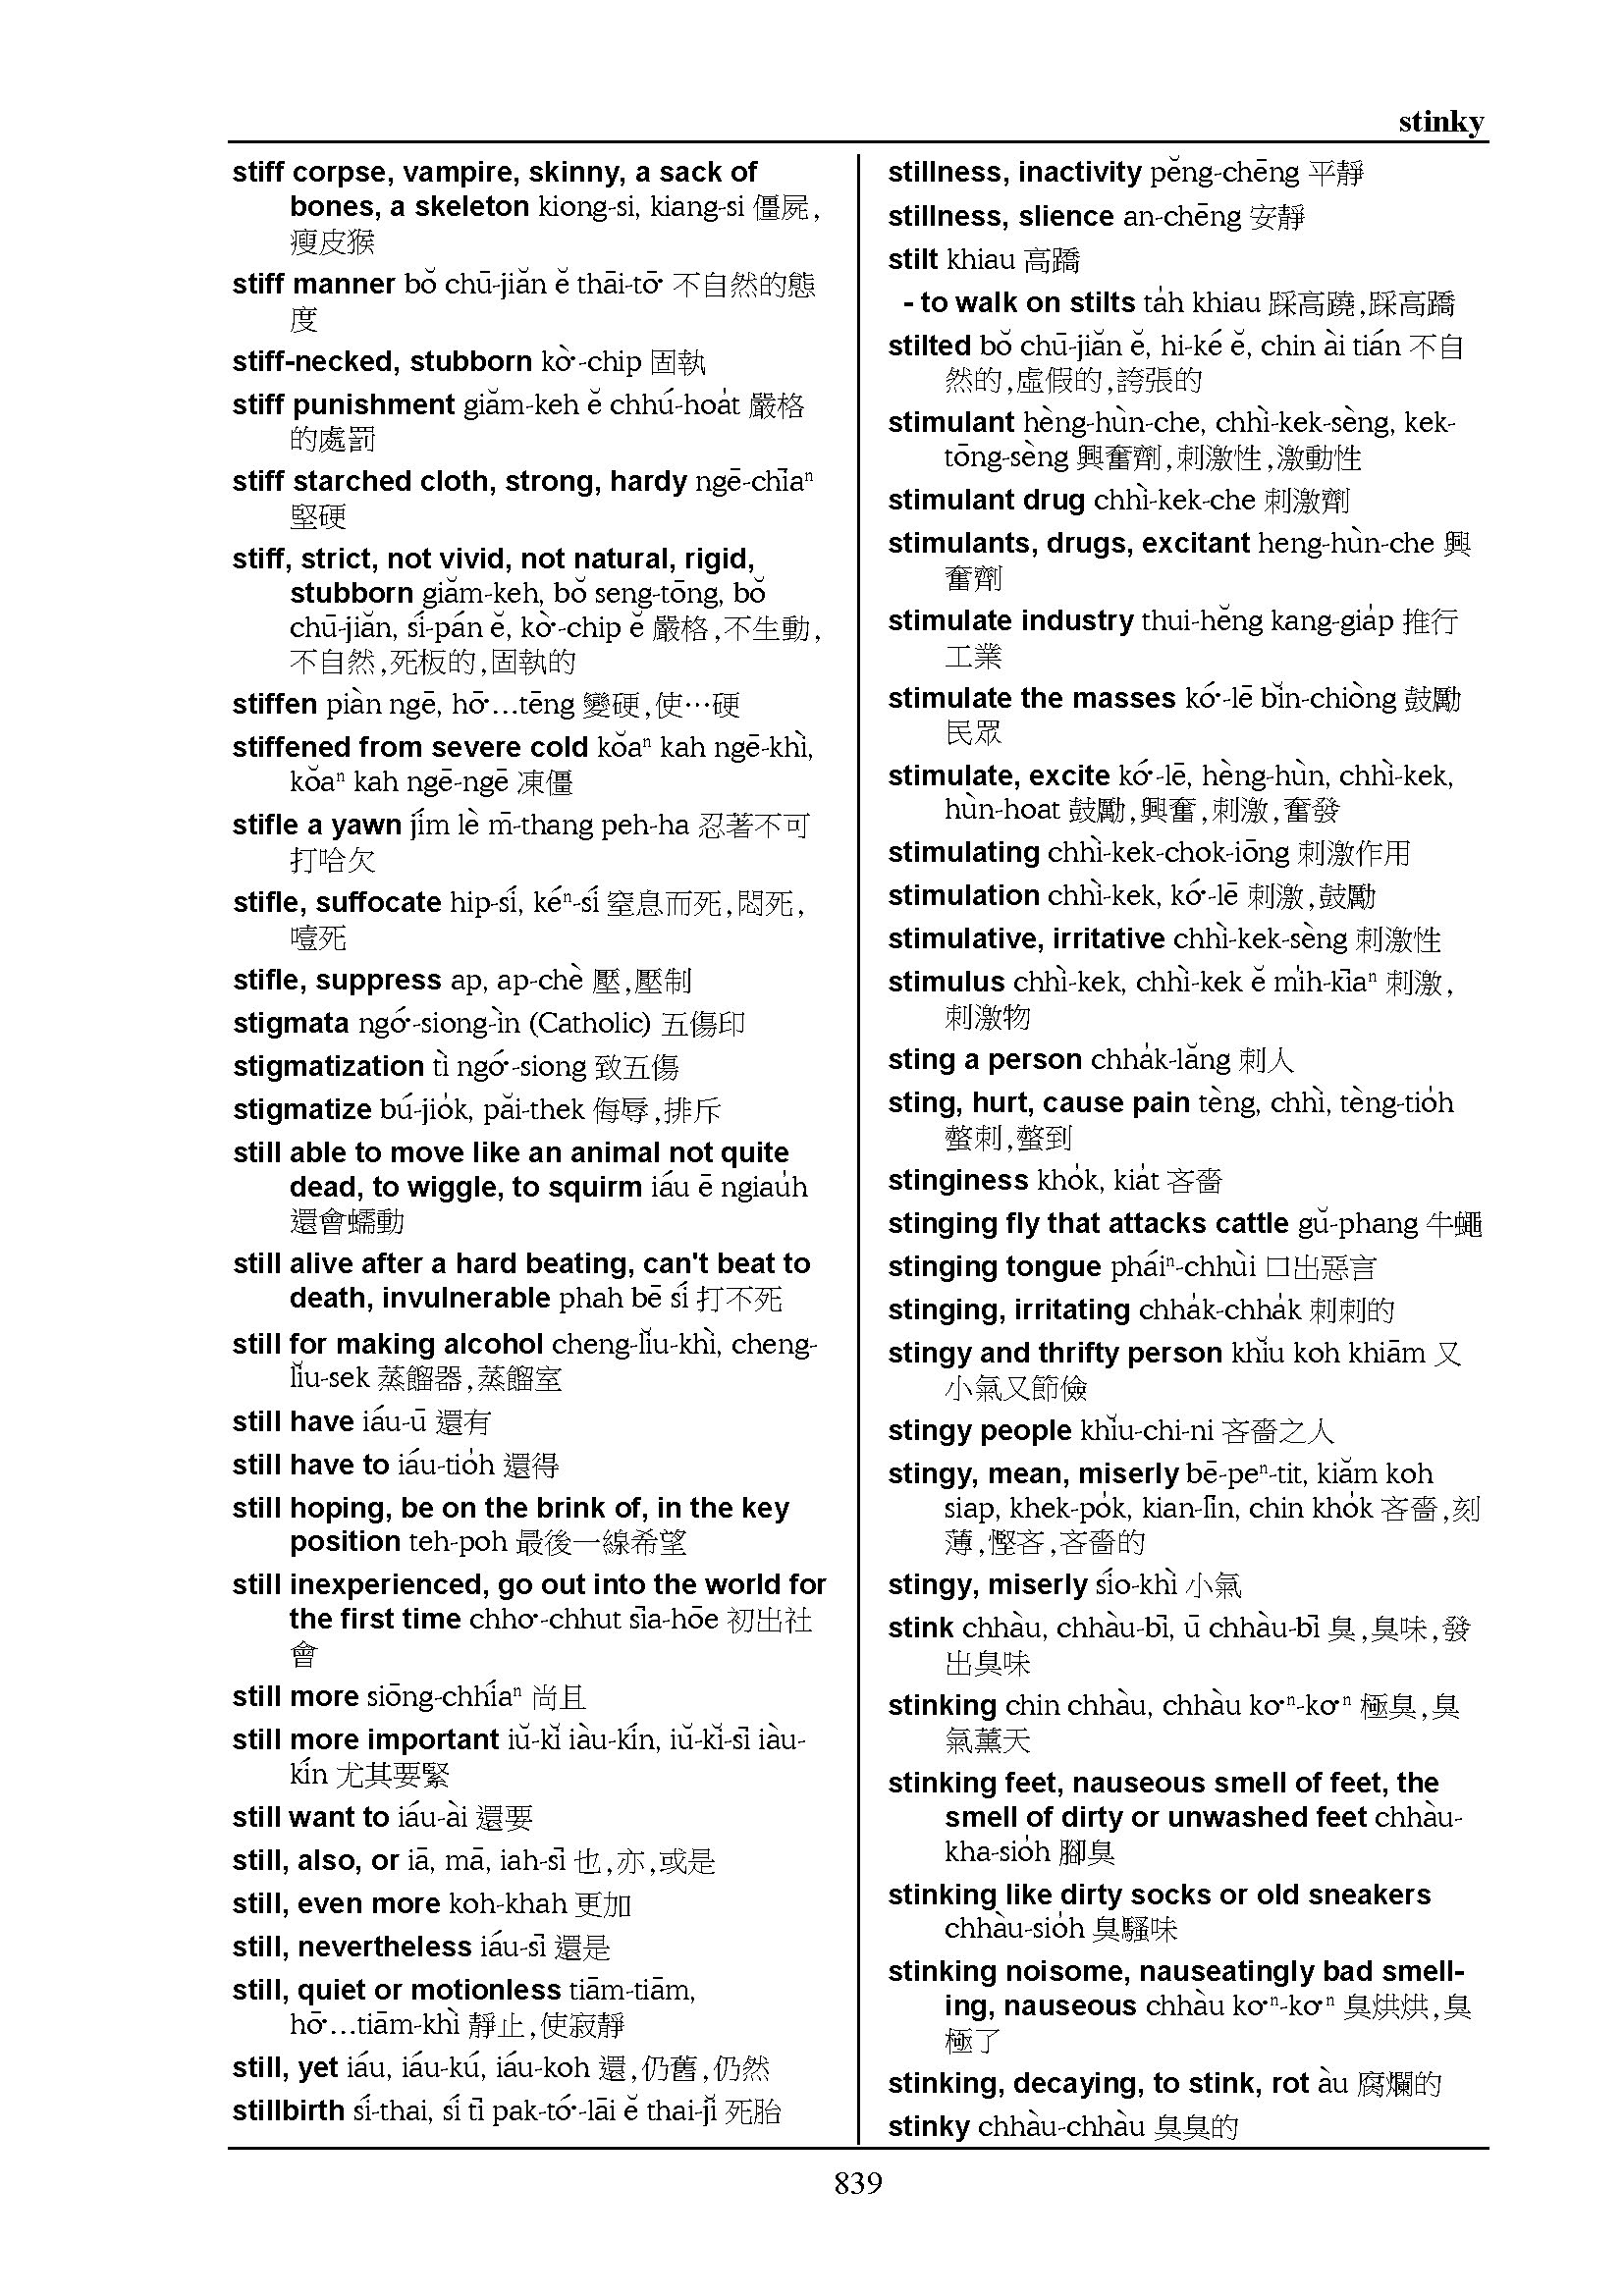 stinky
stiff corpse, vampire, skinny, a sack of
bones, a skeleton kiong-si, kiang-si 僵屍,
瘦皮猴
stiff manner bŏ chū-jiăn ĕ thāi-tō͘ 不自然的態
度
stiff-necked, stubborn kò͘-chip 固執
stiff punishment giăm-keh ĕ chhú-hoa̍t 嚴格
的處罰
stiff starched cloth, strong, hardy ngē-chīaⁿ
堅硬
stiff, strict, not vivid, not natural, rigid,
stubborn giăm-keh, bŏ seng-tōng, bŏ
chū-jiăn, sí-pán ĕ, kò͘-chip ĕ 嚴格,不生動,
不自然,死板的,固執的
stiffen piàn ngē, hō͘…tēng 變硬,使…硬
stiffened from severe cold kŏaⁿ kah ngē-khì,
kŏaⁿ kah ngē-ngē 凍僵
stifle a yawn jím lè m̄-thang peh-ha 忍著不可
打哈欠
stifle, suffocate hip-sí, kéⁿ-sí 窒息而死,悶死,
噎死
stifle, suppress ap, ap-chè 壓,壓制
stigmata ngó͘-siong-ìn (Catholic) 五傷印
stigmatization tì ngó͘-siong 致五傷
stigmatize bú-jio̍k, păi-thek 侮辱,排斥
still able to move like an animal not quite
dead, to wiggle, to squirm iáu ē ngiau̍h
還會蠕動
still alive after a hard beating, can't beat to
death, invulnerable phah bē sí 打不死
still for making alcohol cheng-lĭu-khì, cheng-
lĭu-sek 蒸餾器,蒸餾室
still have iáu-ū 還有
still have to iáu-tio̍h 還得
still hoping, be on the brink of, in the key
position teh-poh 最後一線希望
still inexperienced, go out into the world for
the first time chho͘-chhut sīa-hōe 初出社
會
still more siōng-chhíaⁿ 尚且
still more important iŭ-kĭ iàu-kín, iŭ-kĭ-sī iàu-
kín 尤其要緊
still want to iáu-ài 還要
still, also, or iā, mā, iah-sī 也,亦,或是
still, even more koh-khah 更加
still, nevertheless iáu-sī 還是
still, quiet or motionless tiām-tiām,
hō͘…tiām-khì 靜止,使寂靜
still, yet iáu, iáu-kú, iáu-koh 還,仍舊,仍然
stillbirth sí-thai, sí tī pak-tó͘-lāi ĕ thai-jĭ 死胎
stillness, inactivity pĕng-chēng 平靜
stillness, slience an-chēng 安靜
stilt khiau 高蹻
- to walk on stilts ta̍h khiau 踩高蹺,踩高蹻
stilted bŏ chū-jiăn ĕ, hi-ké ĕ, chin ài tián 不自
然的,虛假的,誇張的
stimulant hèng-hùn-che, chhì-kek-sèng, kek-
tōng-sèng 興奮劑,刺激性,激動性
stimulant drug chhì-kek-che 刺激劑
stimulants, drugs, excitant heng-hùn-che 興
奮劑
stimulate industry thui-hĕng kang-gia̍p 推行
工業
stimulate the masses kó͘-lē bĭn-chiòng 鼓勵
民眾
stimulate, excite kó͘-lē, hèng-hùn, chhì-kek,
hùn-hoat 鼓勵,興奮,刺激,奮發
stimulating chhì-kek-chok-iōng 刺激作用
stimulation chhì-kek, kó͘-lē 刺激,鼓勵
stimulative, irritative chhì-kek-sèng 刺激性
stimulus chhì-kek, chhì-kek ĕ mi̍h-kīaⁿ 刺激,
刺激物
sting a person chha̍k-lăng 刺人
sting, hurt, cause pain tèng, chhì, tèng-tio̍h
螫刺,螫到
stinginess kho̍k, kia̍t 吝嗇
stinging fly that attacks cattle gŭ-phang 牛蠅
stinging tongue pháiⁿ-chhùi 口出惡言
stinging, irritating chha̍k-chha̍k 刺刺的
stingy and thrifty person khĭu koh khiām 又
小氣又節儉
stingy people khĭu-chi-ni 吝嗇之人
stingy, mean, miserly bē-peⁿ-tit, kiăm koh
siap, khek-po̍k, kian-līn, chin kho̍k 吝嗇,刻
薄,慳吝,吝嗇的
stingy, miserly sío-khì 小氣
stink chhàu, chhàu-bī, ū chhàu-bī 臭,臭味,發
出臭味
stinking chin chhàu, chhàu ko͘ⁿ-ko͘ⁿ 極臭,臭
氣薰天
stinking feet, nauseous smell of feet, the
smell of dirty or unwashed feet chhàu-
kha-sio̍h 腳臭
stinking like dirty socks or old sneakers
chhàu-sio̍h 臭騷味
stinking noisome, nauseatingly bad smell-
ing, nauseous chhàu ko͘ⁿ-ko͘ⁿ 臭烘烘,臭
極了
stinking, decaying, to stink, rot àu 腐爛的
stinky chhàu-chhàu 臭臭的
839